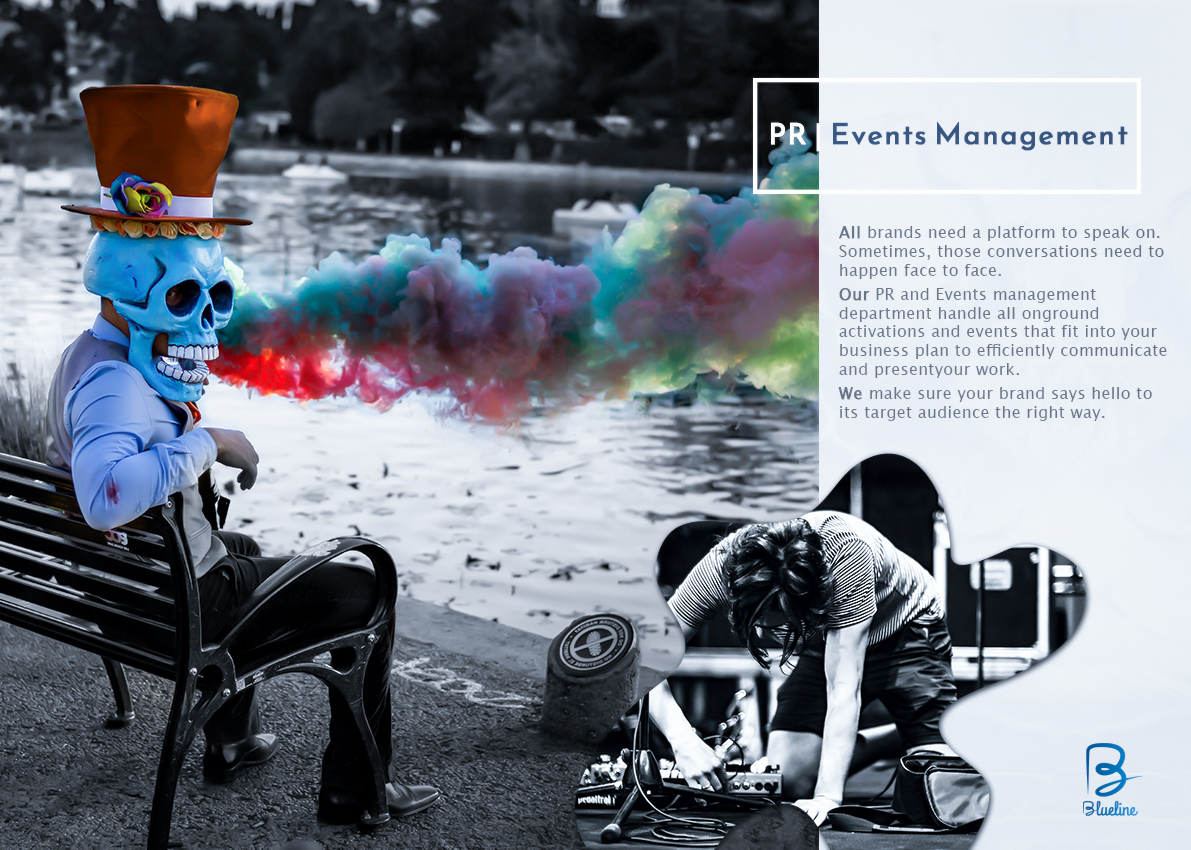 PR | Events Management
All brands need a platform to speak on.
Sometimes, those conversations need to
happen face to face.
Our PR and Events management
department handle all onground
activations and events that fit into your
business plan to efficiently communicate
and presentyour work.
We make sure your brand says hello to
its target audience the right way.
pedaltrai
Blueline